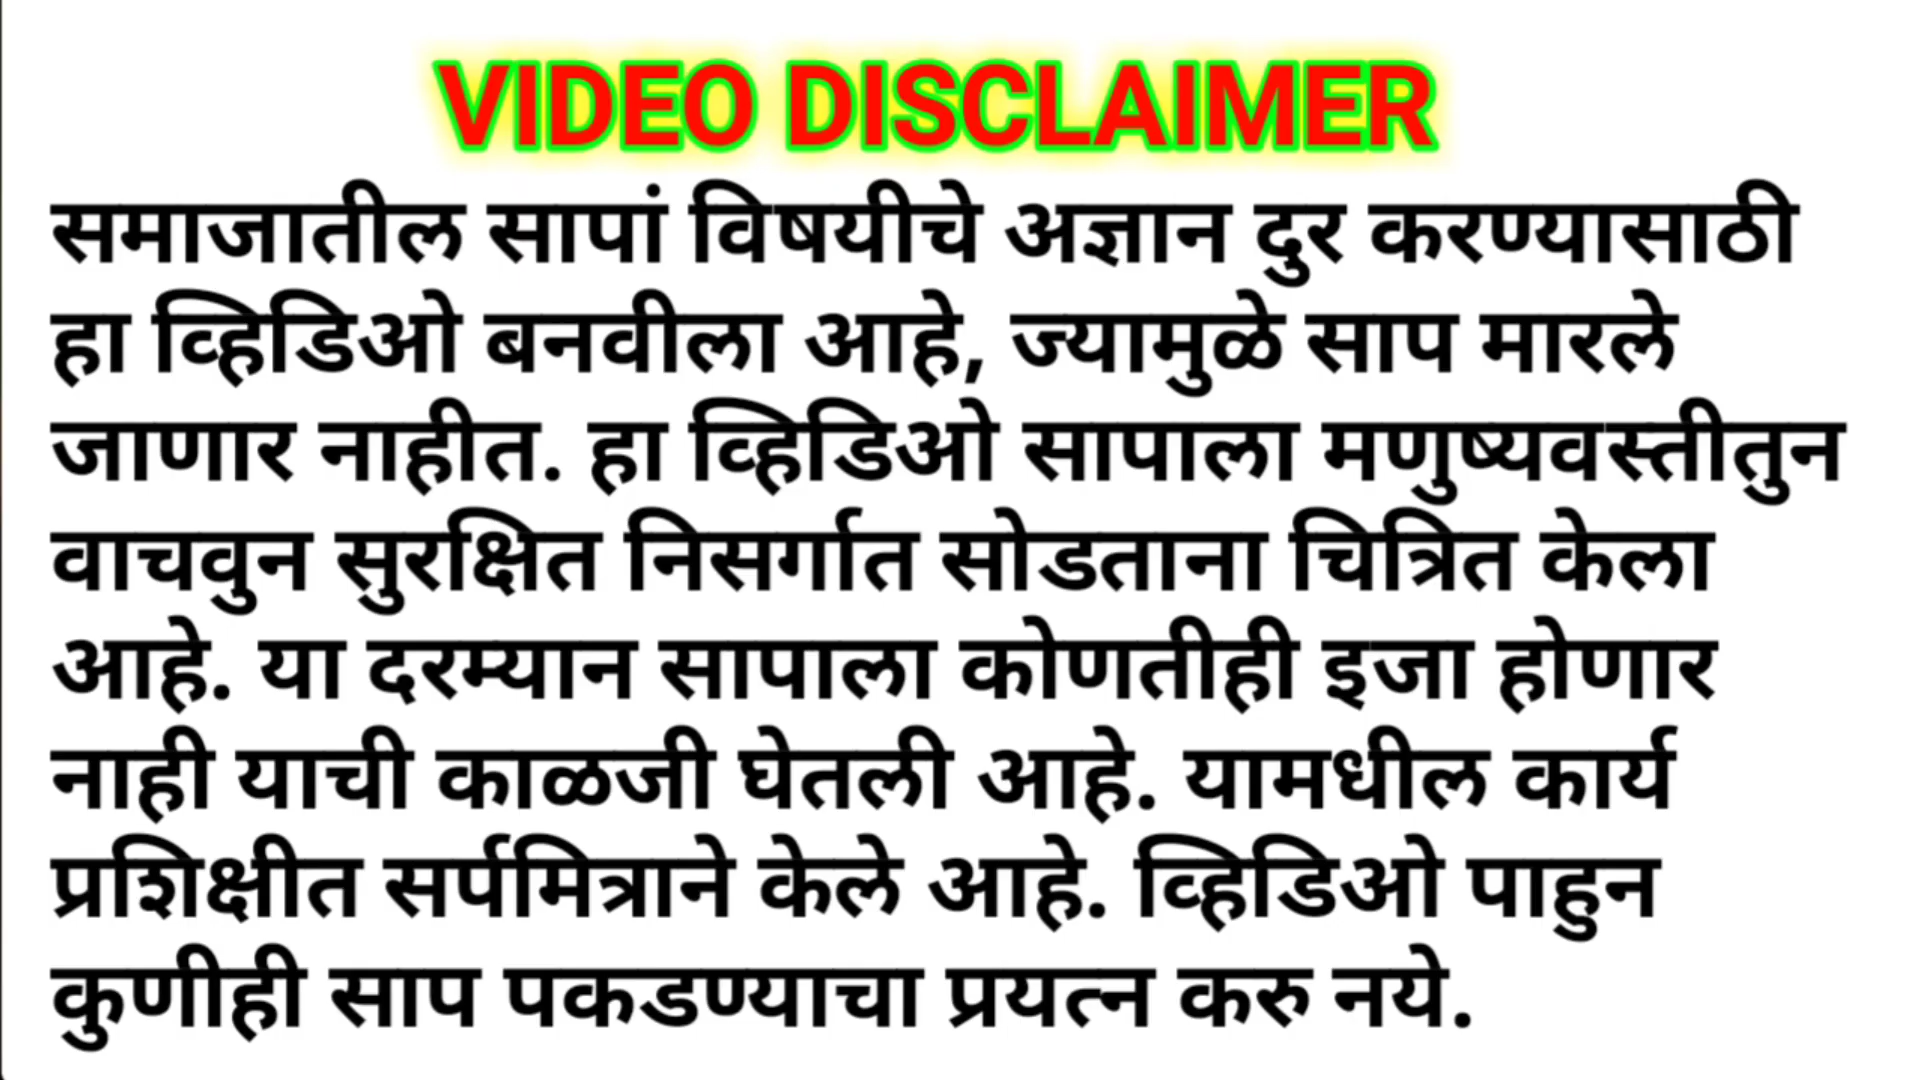 VIDEO DISCLAIMER
समाजातील सापां विषयीचे अज्ञान दुर करण्यासाठी
हा व्हिडिओ बनवीला आहे, ज्यामुळे साप मारले
जाणार नाहीत. हा व्हिडिओ सापाला मणुष्यवस्तीतुन
वाचवुन सुरक्षित निसर्गात सोडताना चित्रित केला
आहे. या दरम्यान सापाला कोणतीही इजा होणार
नाही याची काळजी घेतली आहे. यामधील कार्य
प्रशिक्षीत सर्पमित्राने केले आहे. व्हिडिओ पाहुन
कुणीही साप पकडण्याचा प्रयत्न करु नये.